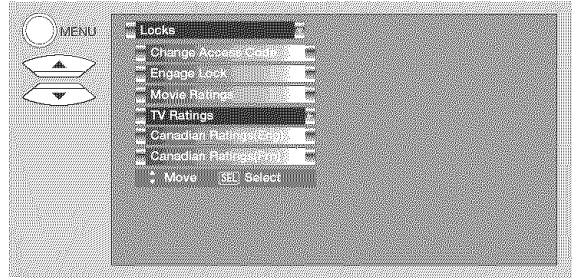 MENU
Locks
Change Access Code
Engage Lock
Movie Ratings
TV Ratings
Canadian Ratings(Eng)
Canadian Ratings(Frn)
Move SEL Select